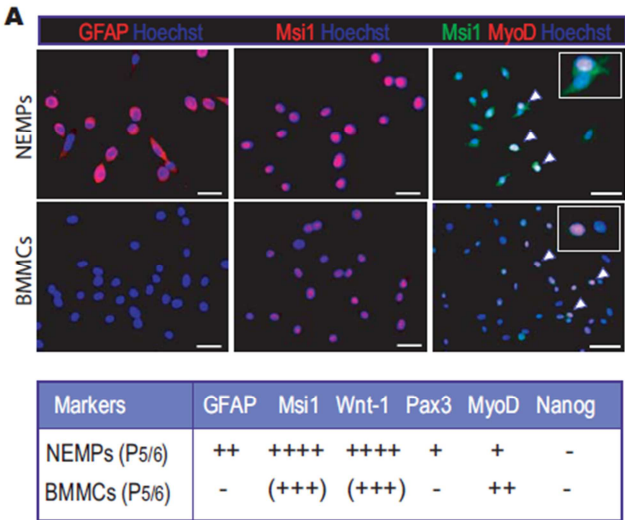 A
GFAP Hoechst Msi1 Hoechst Msi1 MyoD Hoechst
NEMPs
BMMCs
Markers GFAP Msi1 Wnt-1 Pax3 MyoD Nanog
NEMPs (P5/6) ++ ++++ ++++ + + -
BMMCs (P5/6) - (+++) (+++) - ++ -